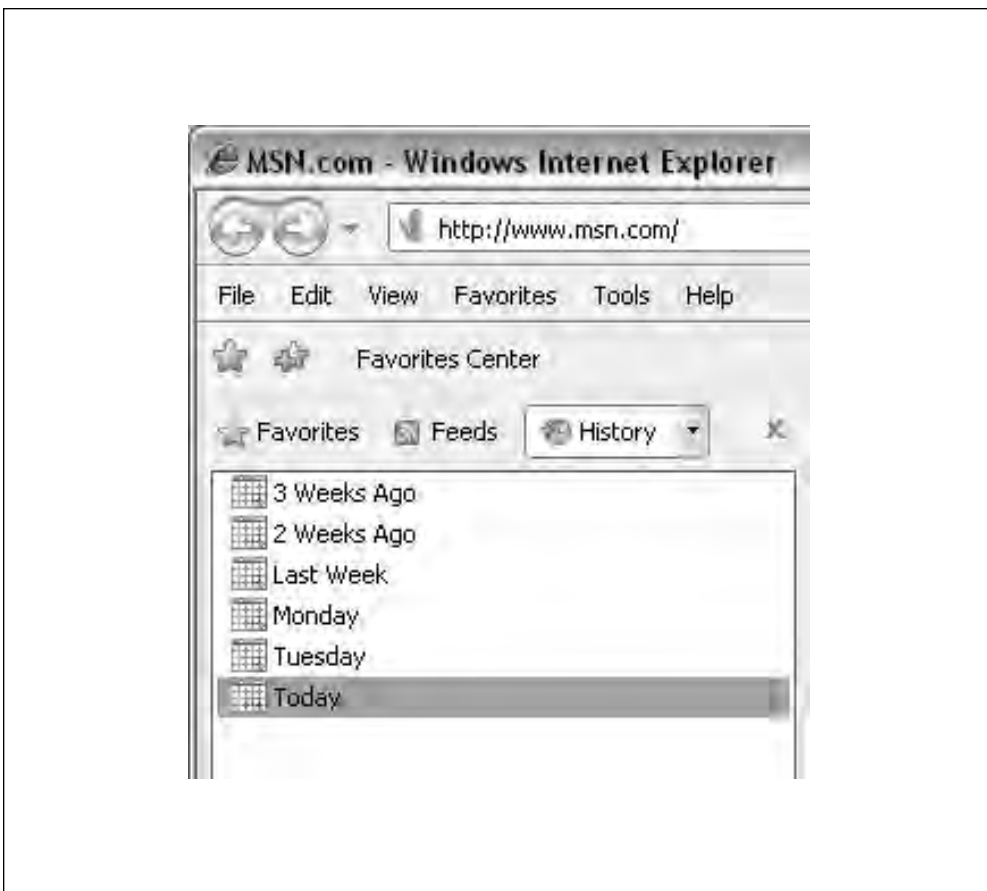 MSN.com - Windows Internet Explorer
http://www.msn.com/
File Edit View Favorites Tools Help
Favorites Center
Favorites Feeds History
3 Weeks Ago
2 Weeks Ago
Last Week
Monday
Tuesday
Today